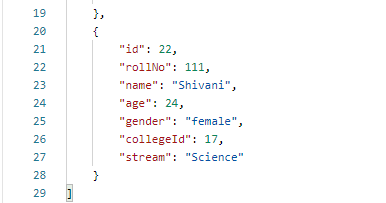 19 },
20 {
21 "id": 22,
22 "rollNo": 111,
23 "name": "Shivani",
24 "age": 24,
25 "gender": "female",
26 "collegeId": 17,
27 "stream": "Science"
28 }
29 ]